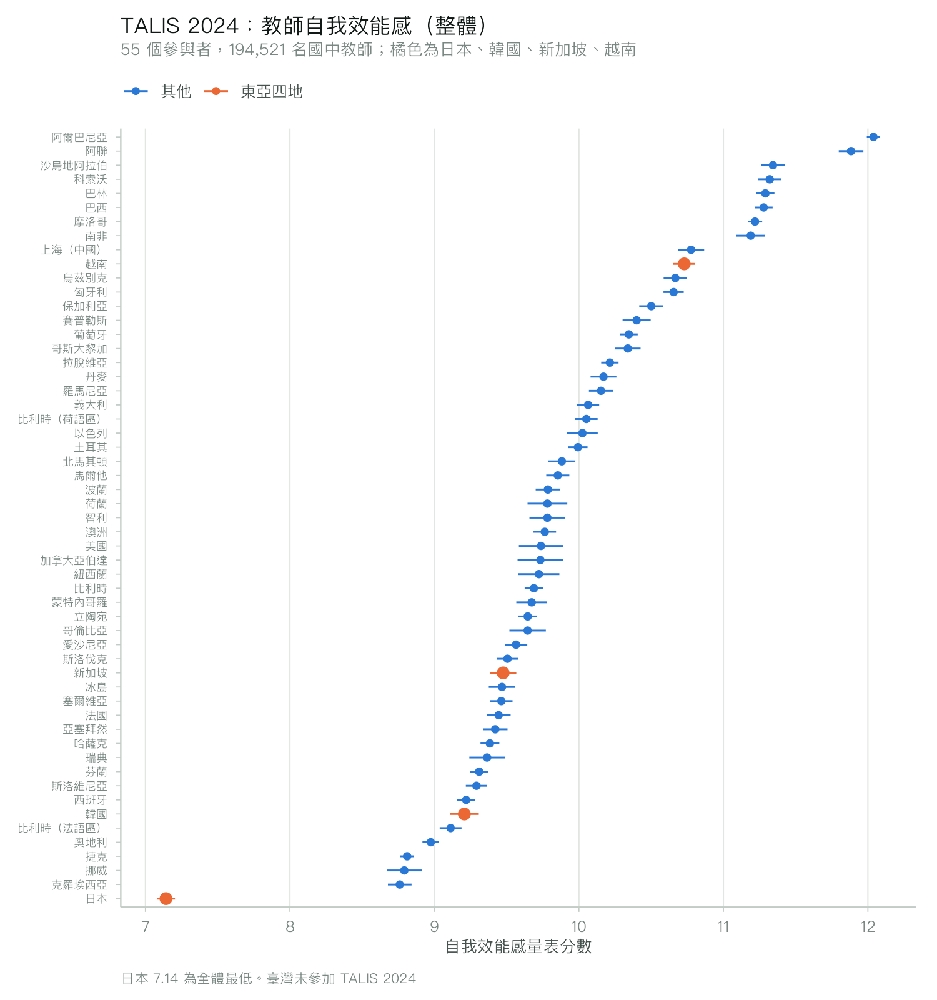 TALIS 2024：教師自我效能感（整體）
55 個參與者，194,521 名國中教師；橘色為日本、韓國、新加坡、越南
其他
東亞四地
阿爾巴尼亞
阿聯
沙烏地阿拉伯
科索沃
巴林
巴西
摩洛哥
南非
上海（中國）
越南
烏茲別克
匈牙利
保加利亞
賽普勒斯
葡萄牙
哥斯大黎加
拉脫維亞
丹麥
羅馬尼亞
義大利
比利時（荷語區）
以色列
土耳其
北馬其頓
馬爾他
波蘭
荷蘭
智利
澳洲
美國
加拿大亞伯達
紐西蘭
比利時
蒙特內哥羅
立陶宛
哥倫比亞
愛沙尼亞
斯洛伐克
新加坡
冰島
塞爾維亞
法國
亞塞拜然
哈薩克
瑞典
芬蘭
斯洛維尼亞
西班牙
韓國
比利時（法語區）
奧地利
捷克
挪威
克羅埃西亞
日本
7 8 9 10 11 12
自我效能感量表分數
日本 7.14 為全體最低。臺灣未參加 TALIS 2024